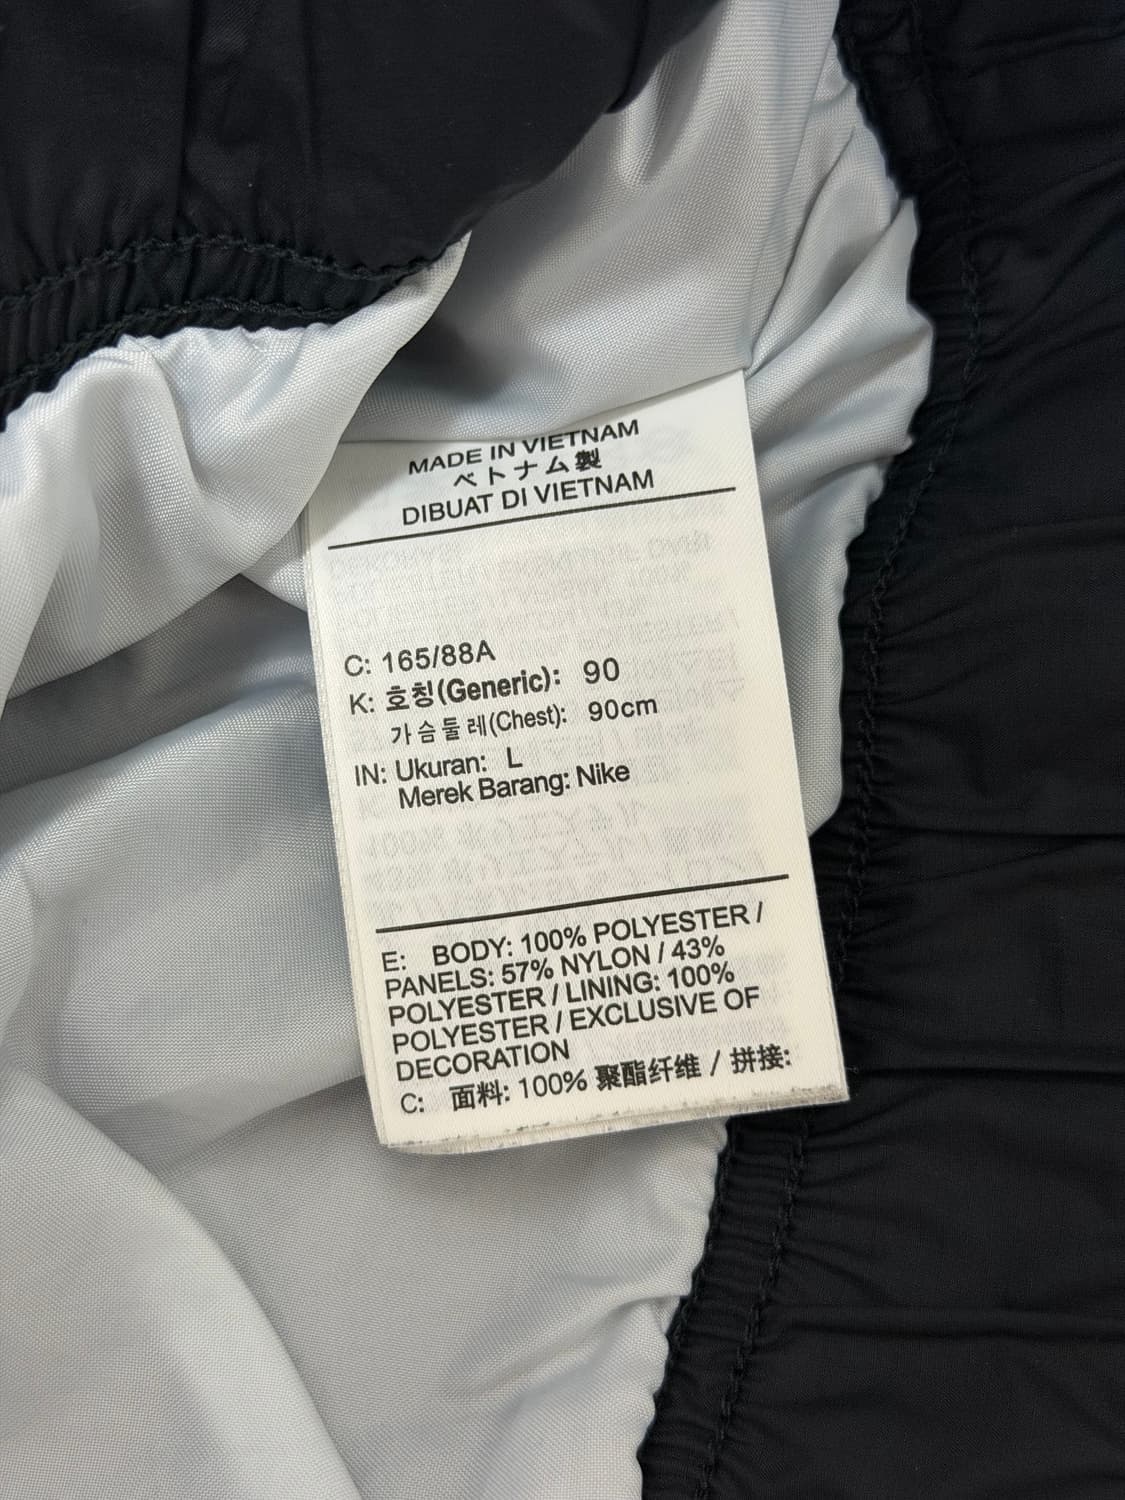 MADE IN VIETNAM
ベトナム製
DIBUAT DI VIETNAM
C: 165/88A
K: 호칭(Generic): 90
가슴둘레(Chest): 90cm
IN: Ukuran: L
Merek Barang: Nike
E: BODY: 100% POLYESTER /
PANELS: 57% NYLON / 43%
POLYESTER / LINING: 100%
POLYESTER / EXCLUSIVE OF
DECORATION
C: 面料: 100% 聚酯纤维 / 拼接: